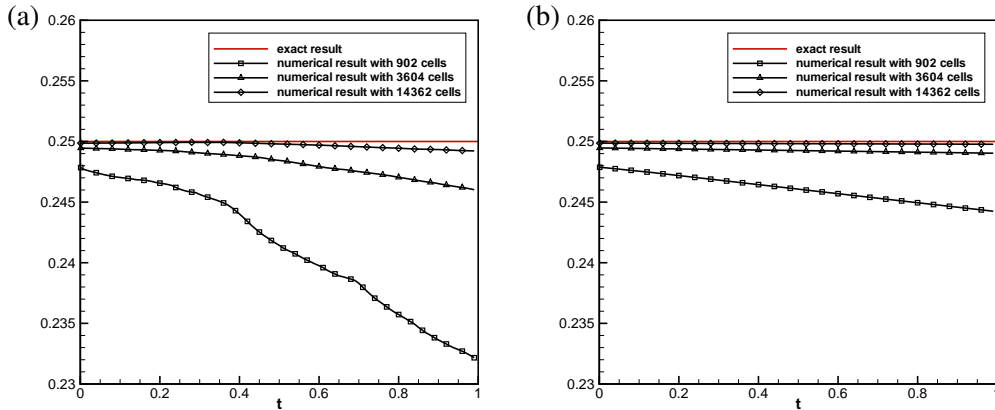 (a)
0.26
0.255
0.25
0.245
0.24
0.235
0.23
0
0.2
0.4
0.6
0.8
1
t
exact result
numerical result with 902 cells
numerical result with 3604 cells
numerical result with 14362 cells
(b)
0.26
0.255
0.25
0.245
0.24
0.235
0.23
0
0.2
0.4
0.6
0.8
1
t
exact result
numerical result with 902 cells
numerical result with 3604 cells
numerical result with 14362 cells